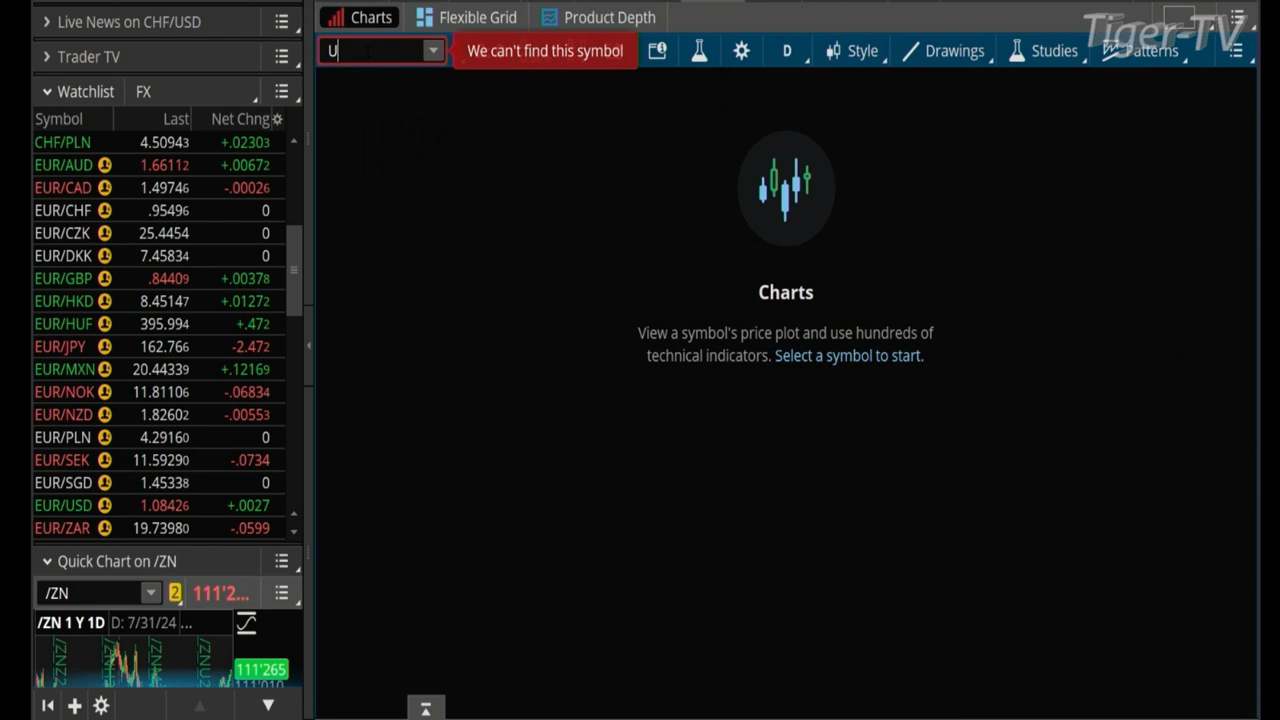 Live News on CHF/USD
Charts
Flexible Grid
Product Depth
Tiger-TV
Trader TV
U
We can't find this symbol
D
Style
Drawings
Studies
Patterns
Watchlist FX
Symbol Last Net Chng
CHF/PLN 4.50943 +.02303
EUR/AUD 1.66112 +.00672
EUR/CAD 1.49746 -.00026
EUR/CHF .95496 0
EUR/CZK 25.4454 0
EUR/DKK 7.45834 0
EUR/GBP .84409 +.00378
EUR/HKD 8.45147 +.01272
EUR/HUF 395.994 +.472
EUR/JPY 162.766 -2.472
EUR/MXN 20.44339 +.12169
EUR/NOK 11.81106 -.06834
EUR/NZD 1.82602 -.00553
EUR/PLN 4.29160 0
EUR/SEK 11.59290 -.0734
EUR/SGD 1.45338 0
EUR/USD 1.08426 +.0027
EUR/ZAR 19.73980 -.0599
Charts
View a symbol's price plot and use hundreds of
technical indicators. Select a symbol to start.
Quick Chart on /ZN
/ZN 2 111'2...
/ZN 1 Y 1D D: 7/31/24 ...
111'265
111'010